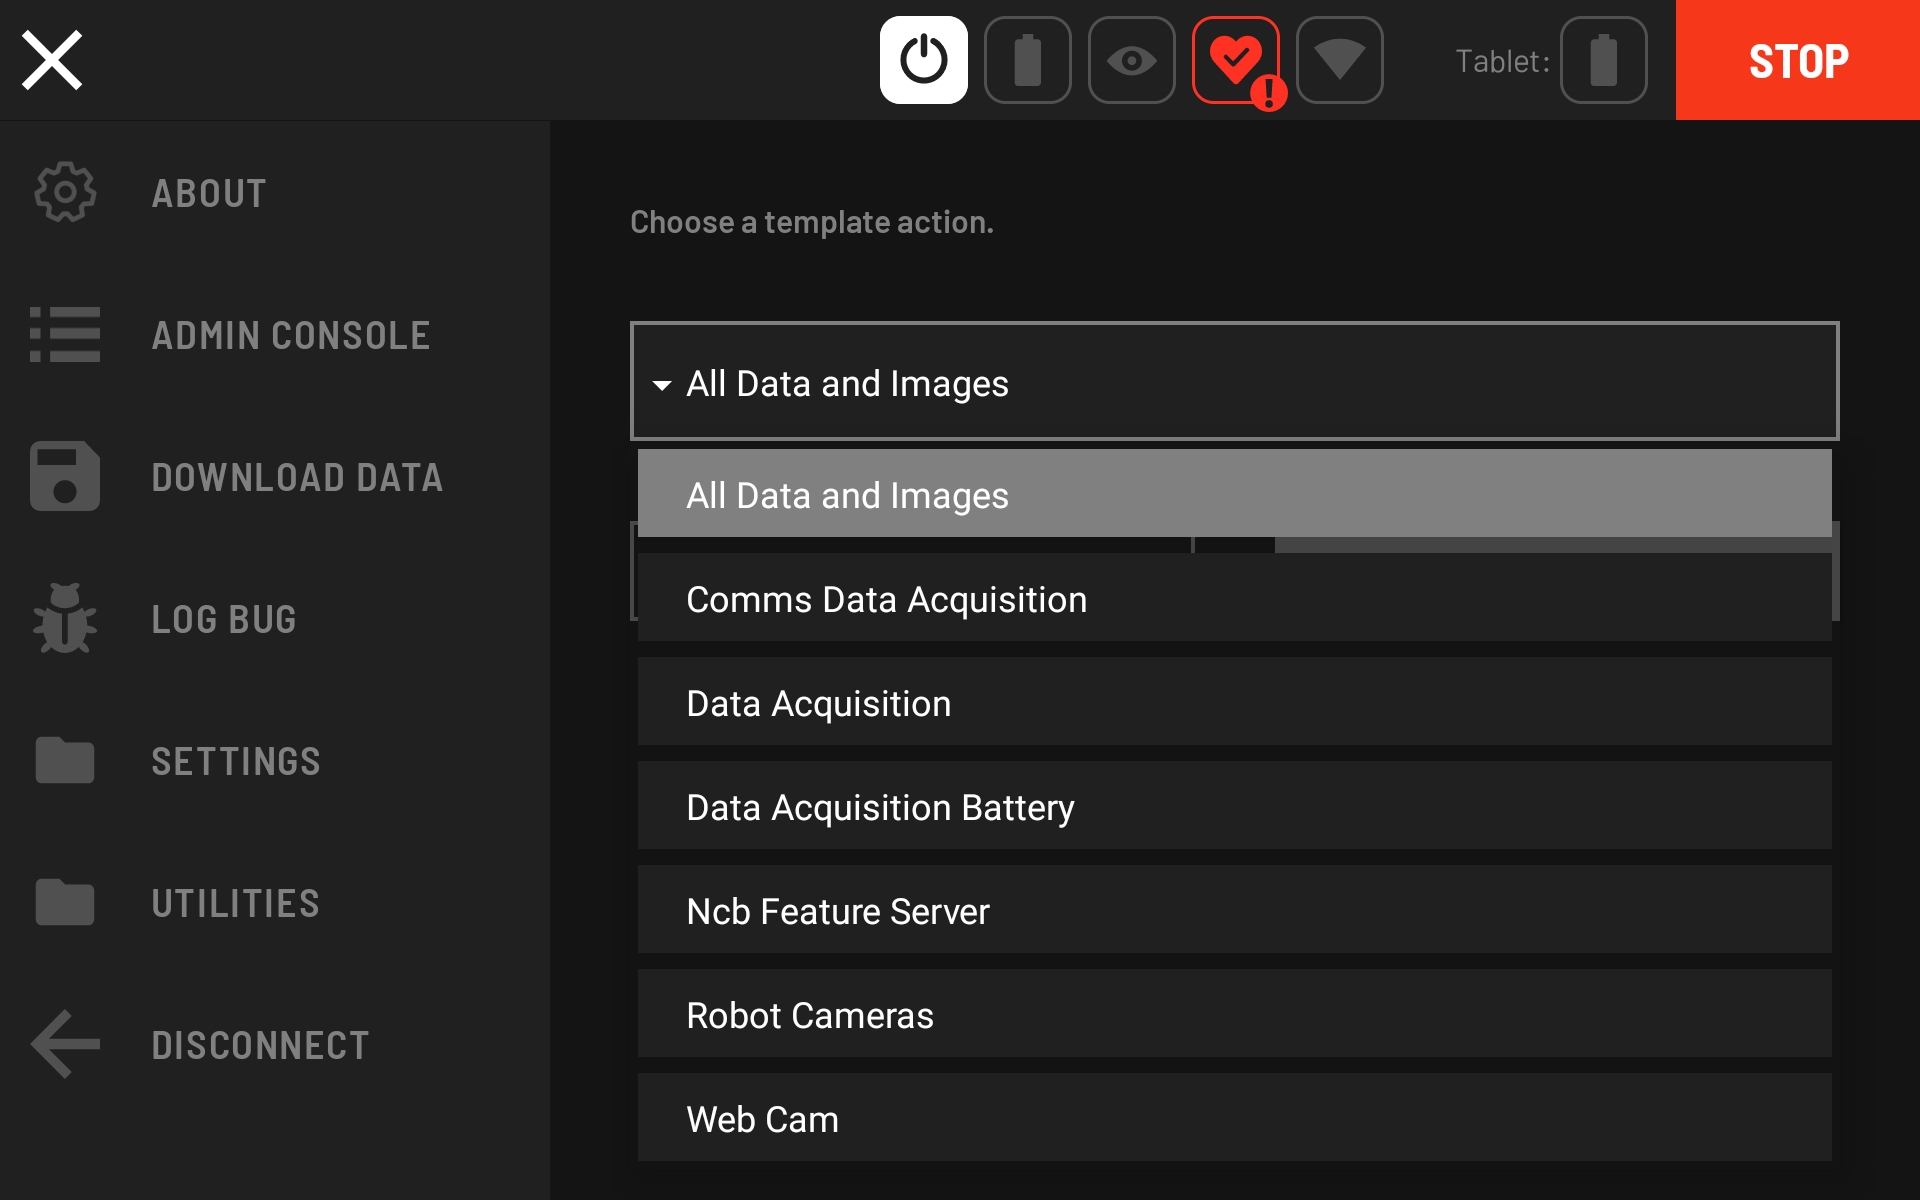 Tablet:
STOP
ABOUT
ADMIN CONSOLE
DOWNLOAD DATA
LOG BUG
SETTINGS
UTILITIES
DISCONNECT
Choose a template action.
All Data and Images
All Data and Images
Comms Data Acquisition
Data Acquisition
Data Acquisition Battery
Ncb Feature Server
Robot Cameras
Web Cam